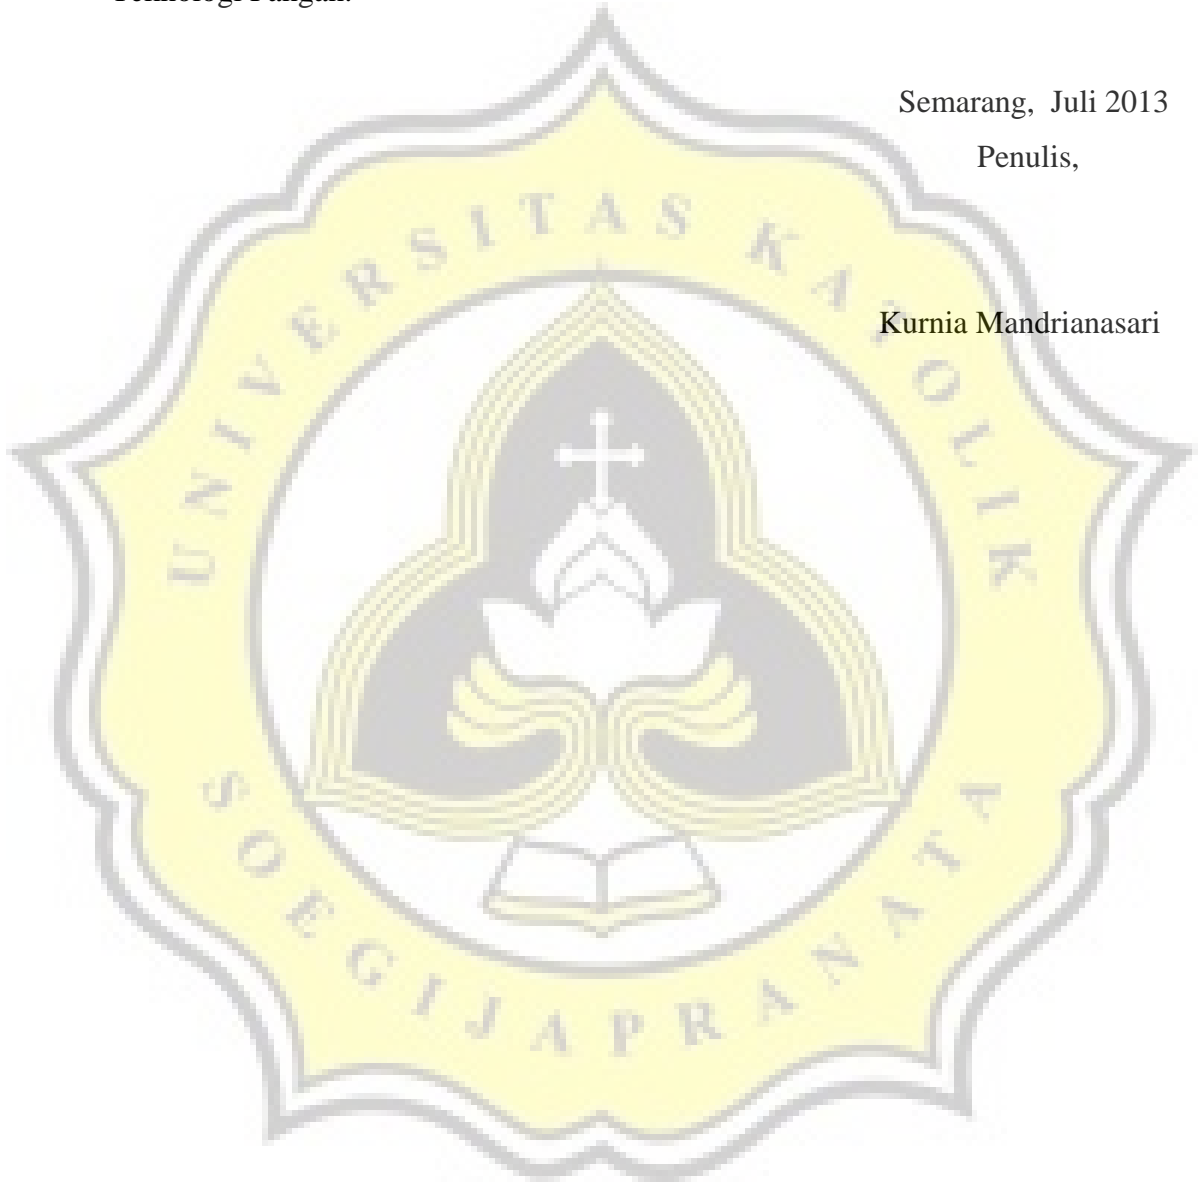 Teknologi Pangan.
Semarang, Juli 2013
Penulis,
Kurnia Mandrianasari
UNIVERSITAS KATOLIK
SOEGIJAPRANATA